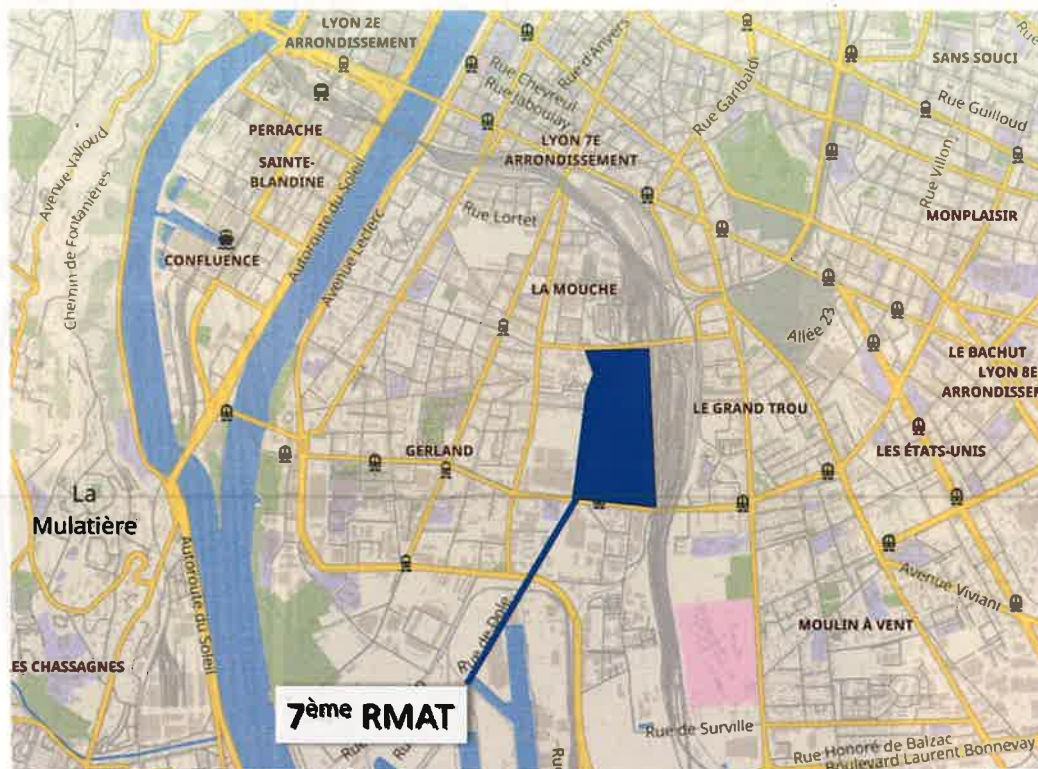 LYON 2E
ARRONDISSEMENT
SANS SOUCI
Rue d'Anvers
Rue Chevreul
Rue Jaboulay
Rue Garibaldi
Rue Guilloud
Avenue Valioud
PERRACHE
LYON 7E
ARRONDISSEMENT
SAINTE-
BLANDINE
Rue Villon
Chemin de Fontanières
Autoroute du Soleil
Avenue Leclerc
Rue Lortet
MONPLAISIR
CONFLUENCE
LA MOUCHE
Allée 23
LE BACHUT
LYON 8E
ARRONDISSEM
LE GRAND TROU
GERLAND
LES ÉTATS-UNIS
La
Mulatière
Autoroute du Soleil
Avenue Viviani
Rue de Dole
MOULIN À VENT
ES CHASSAGNES
7ème RMAT
Rue de Surville
Rue
Rue
Rue Honoré de Balzac
Boulevard Laurent Bonnevay